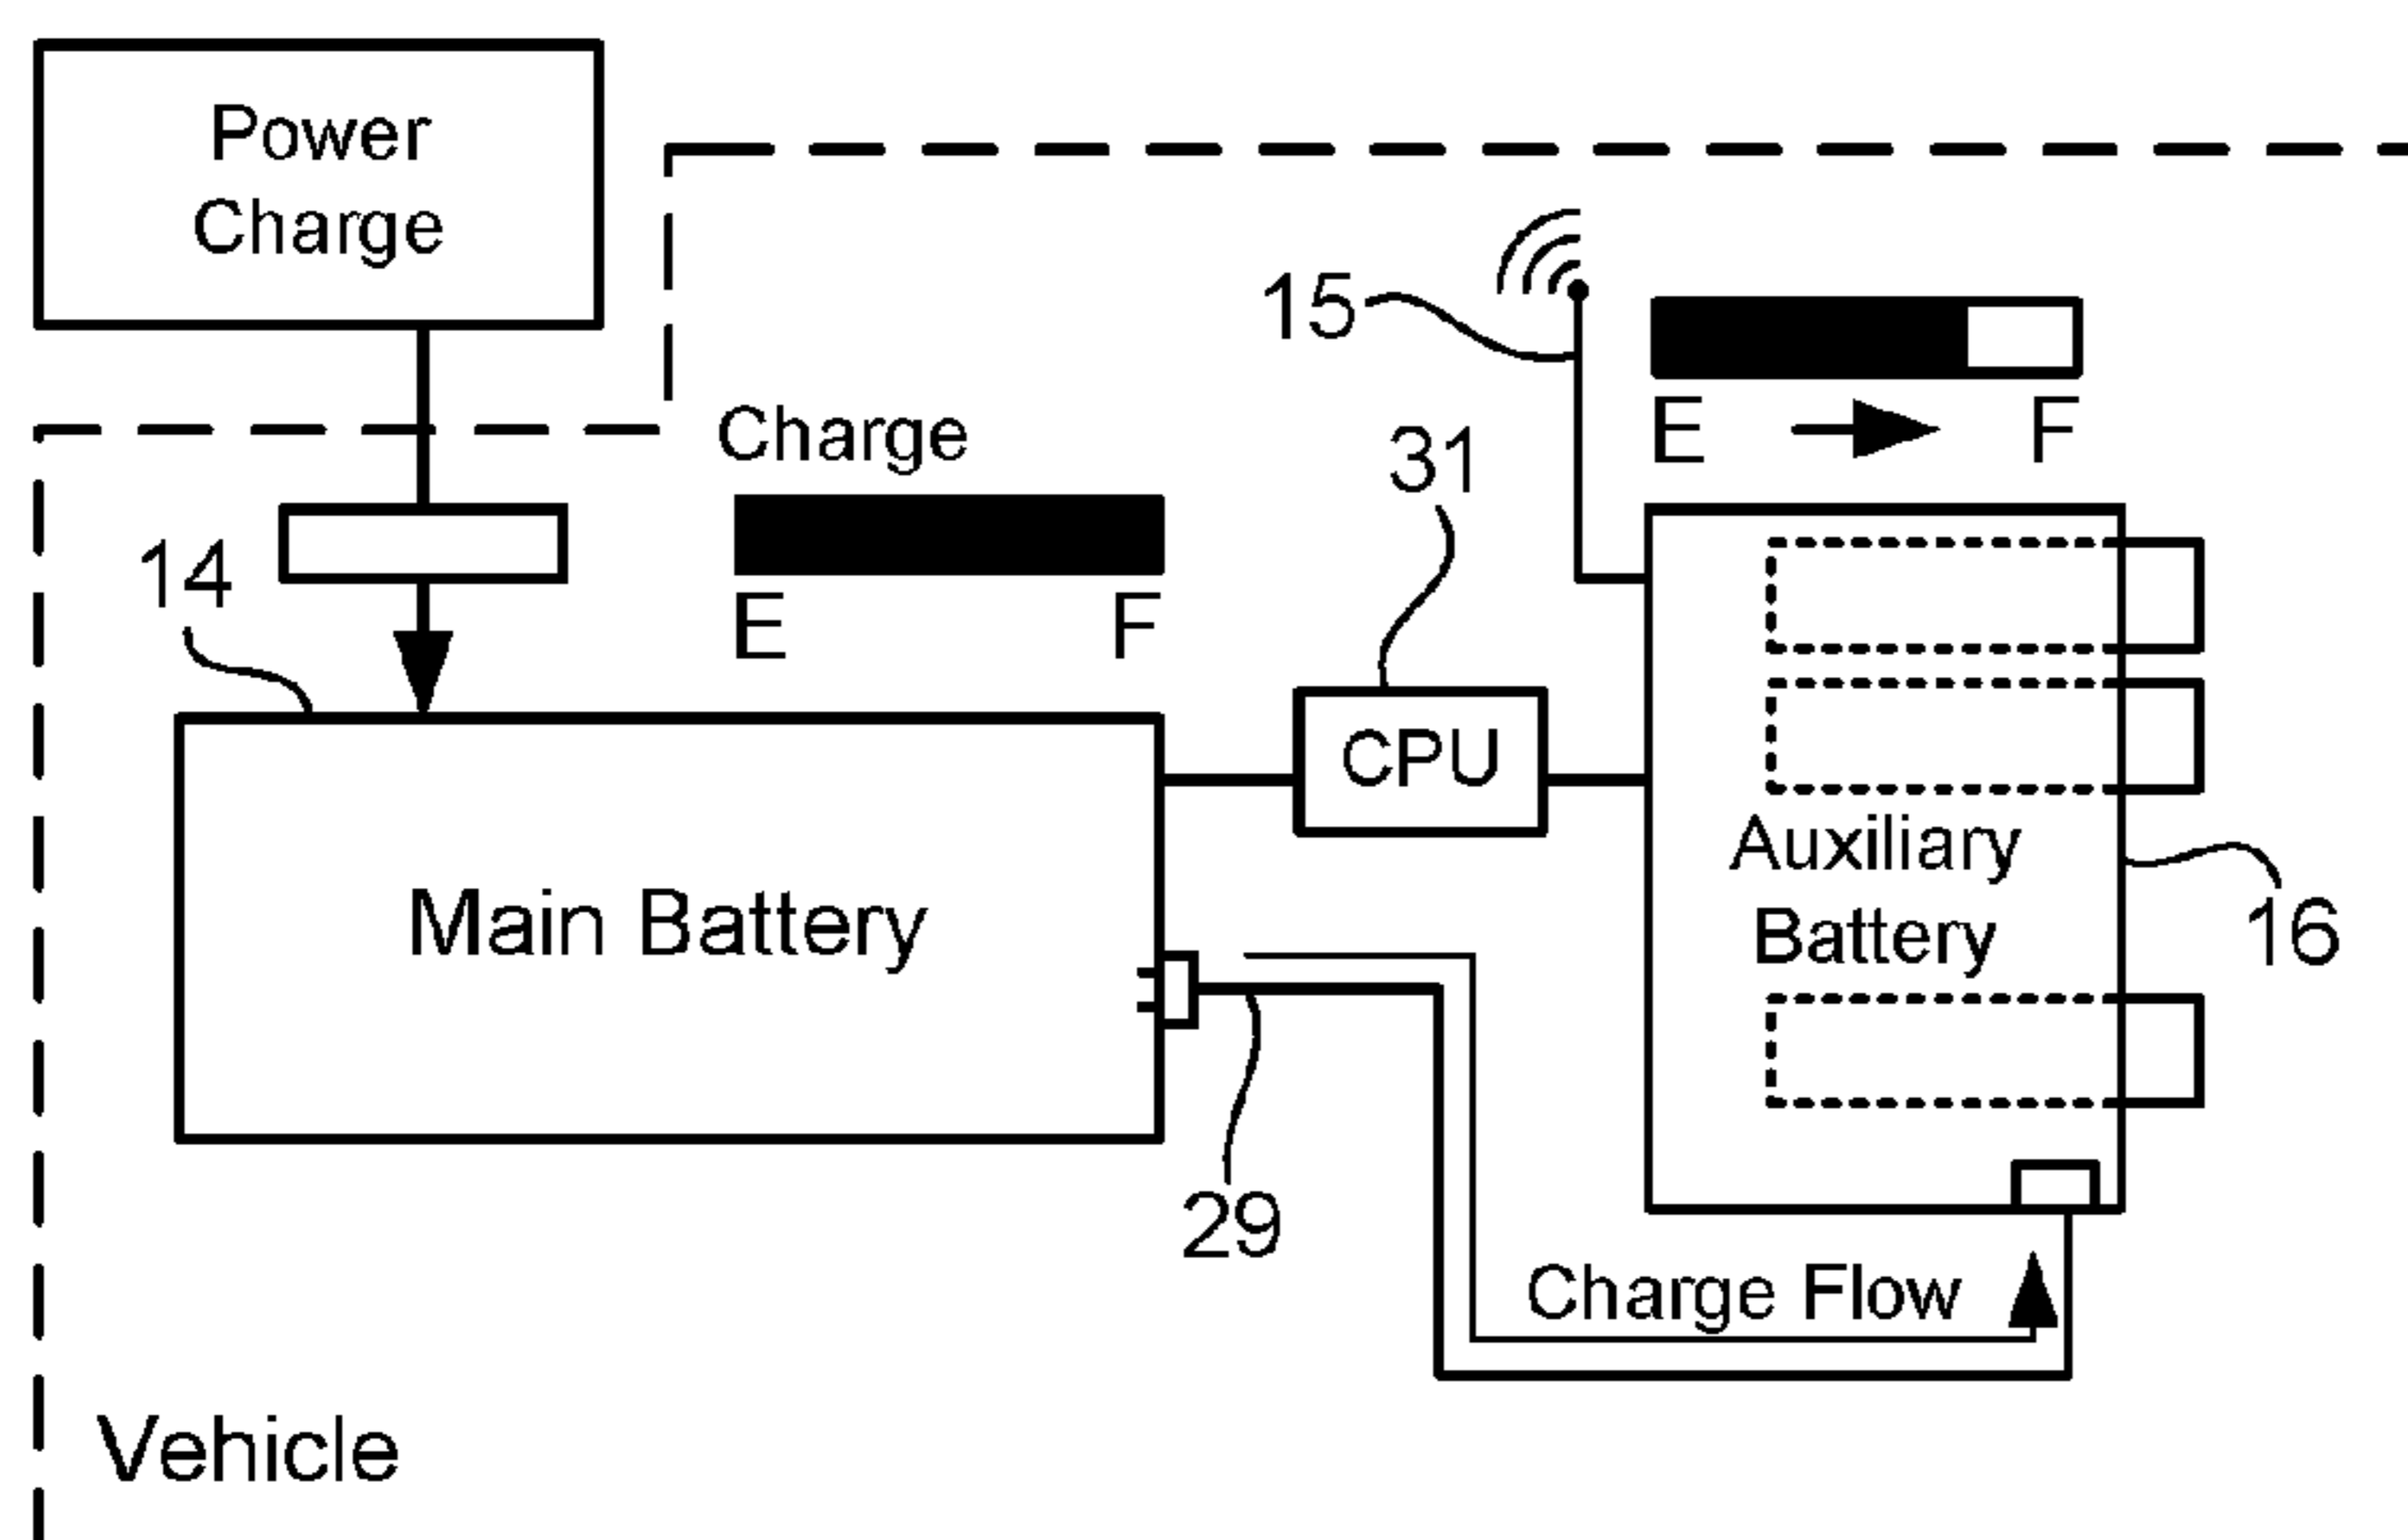 Power
Charge
15
Charge
E F
31
14
E F
CPU
Auxiliary
Battery
Main Battery
16
29
Charge Flow
Vehicle